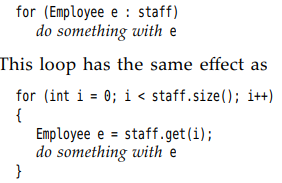 for (Employee e : staff)
do something with e
This loop has the same effect as
for (int i = 0; i < staff.size(); i++)
{
Employee e = staff.get(i);
do something with e
}